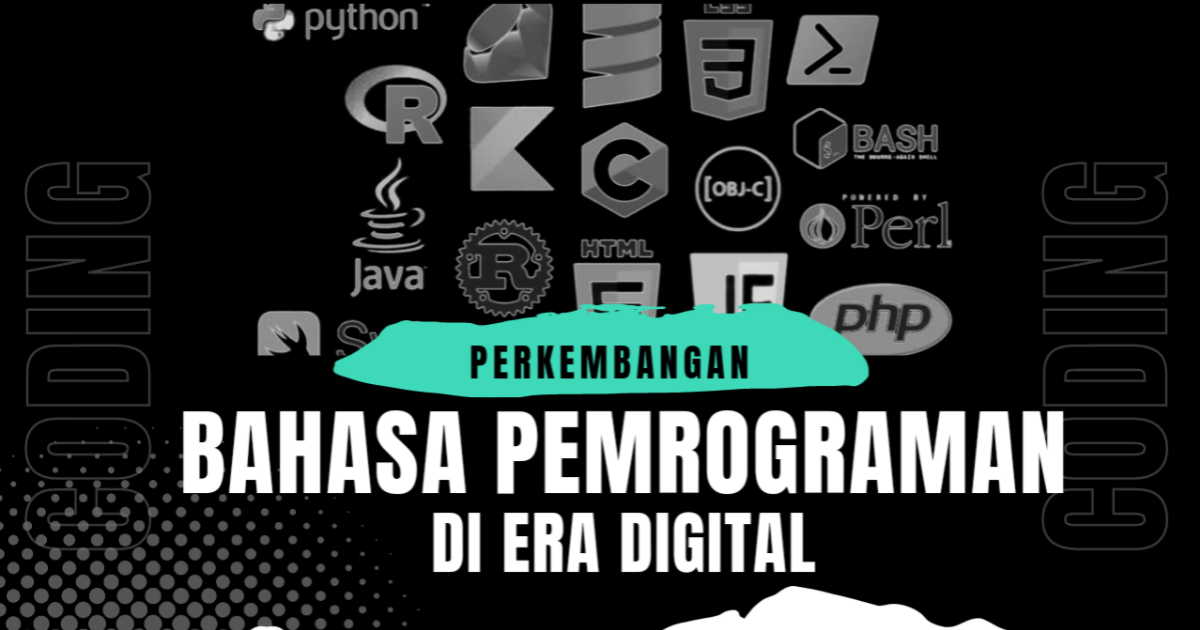 python
CSS
R
BASH
THE BOURNE-AGAIN SHELL
C
[OBJ-C]
POWERED BY
Perl
Java
R
HTML
php
CODING
CODING
PERKEMBANGAN
BAHASA PEMROGRAMAN
DI ERA DIGITAL